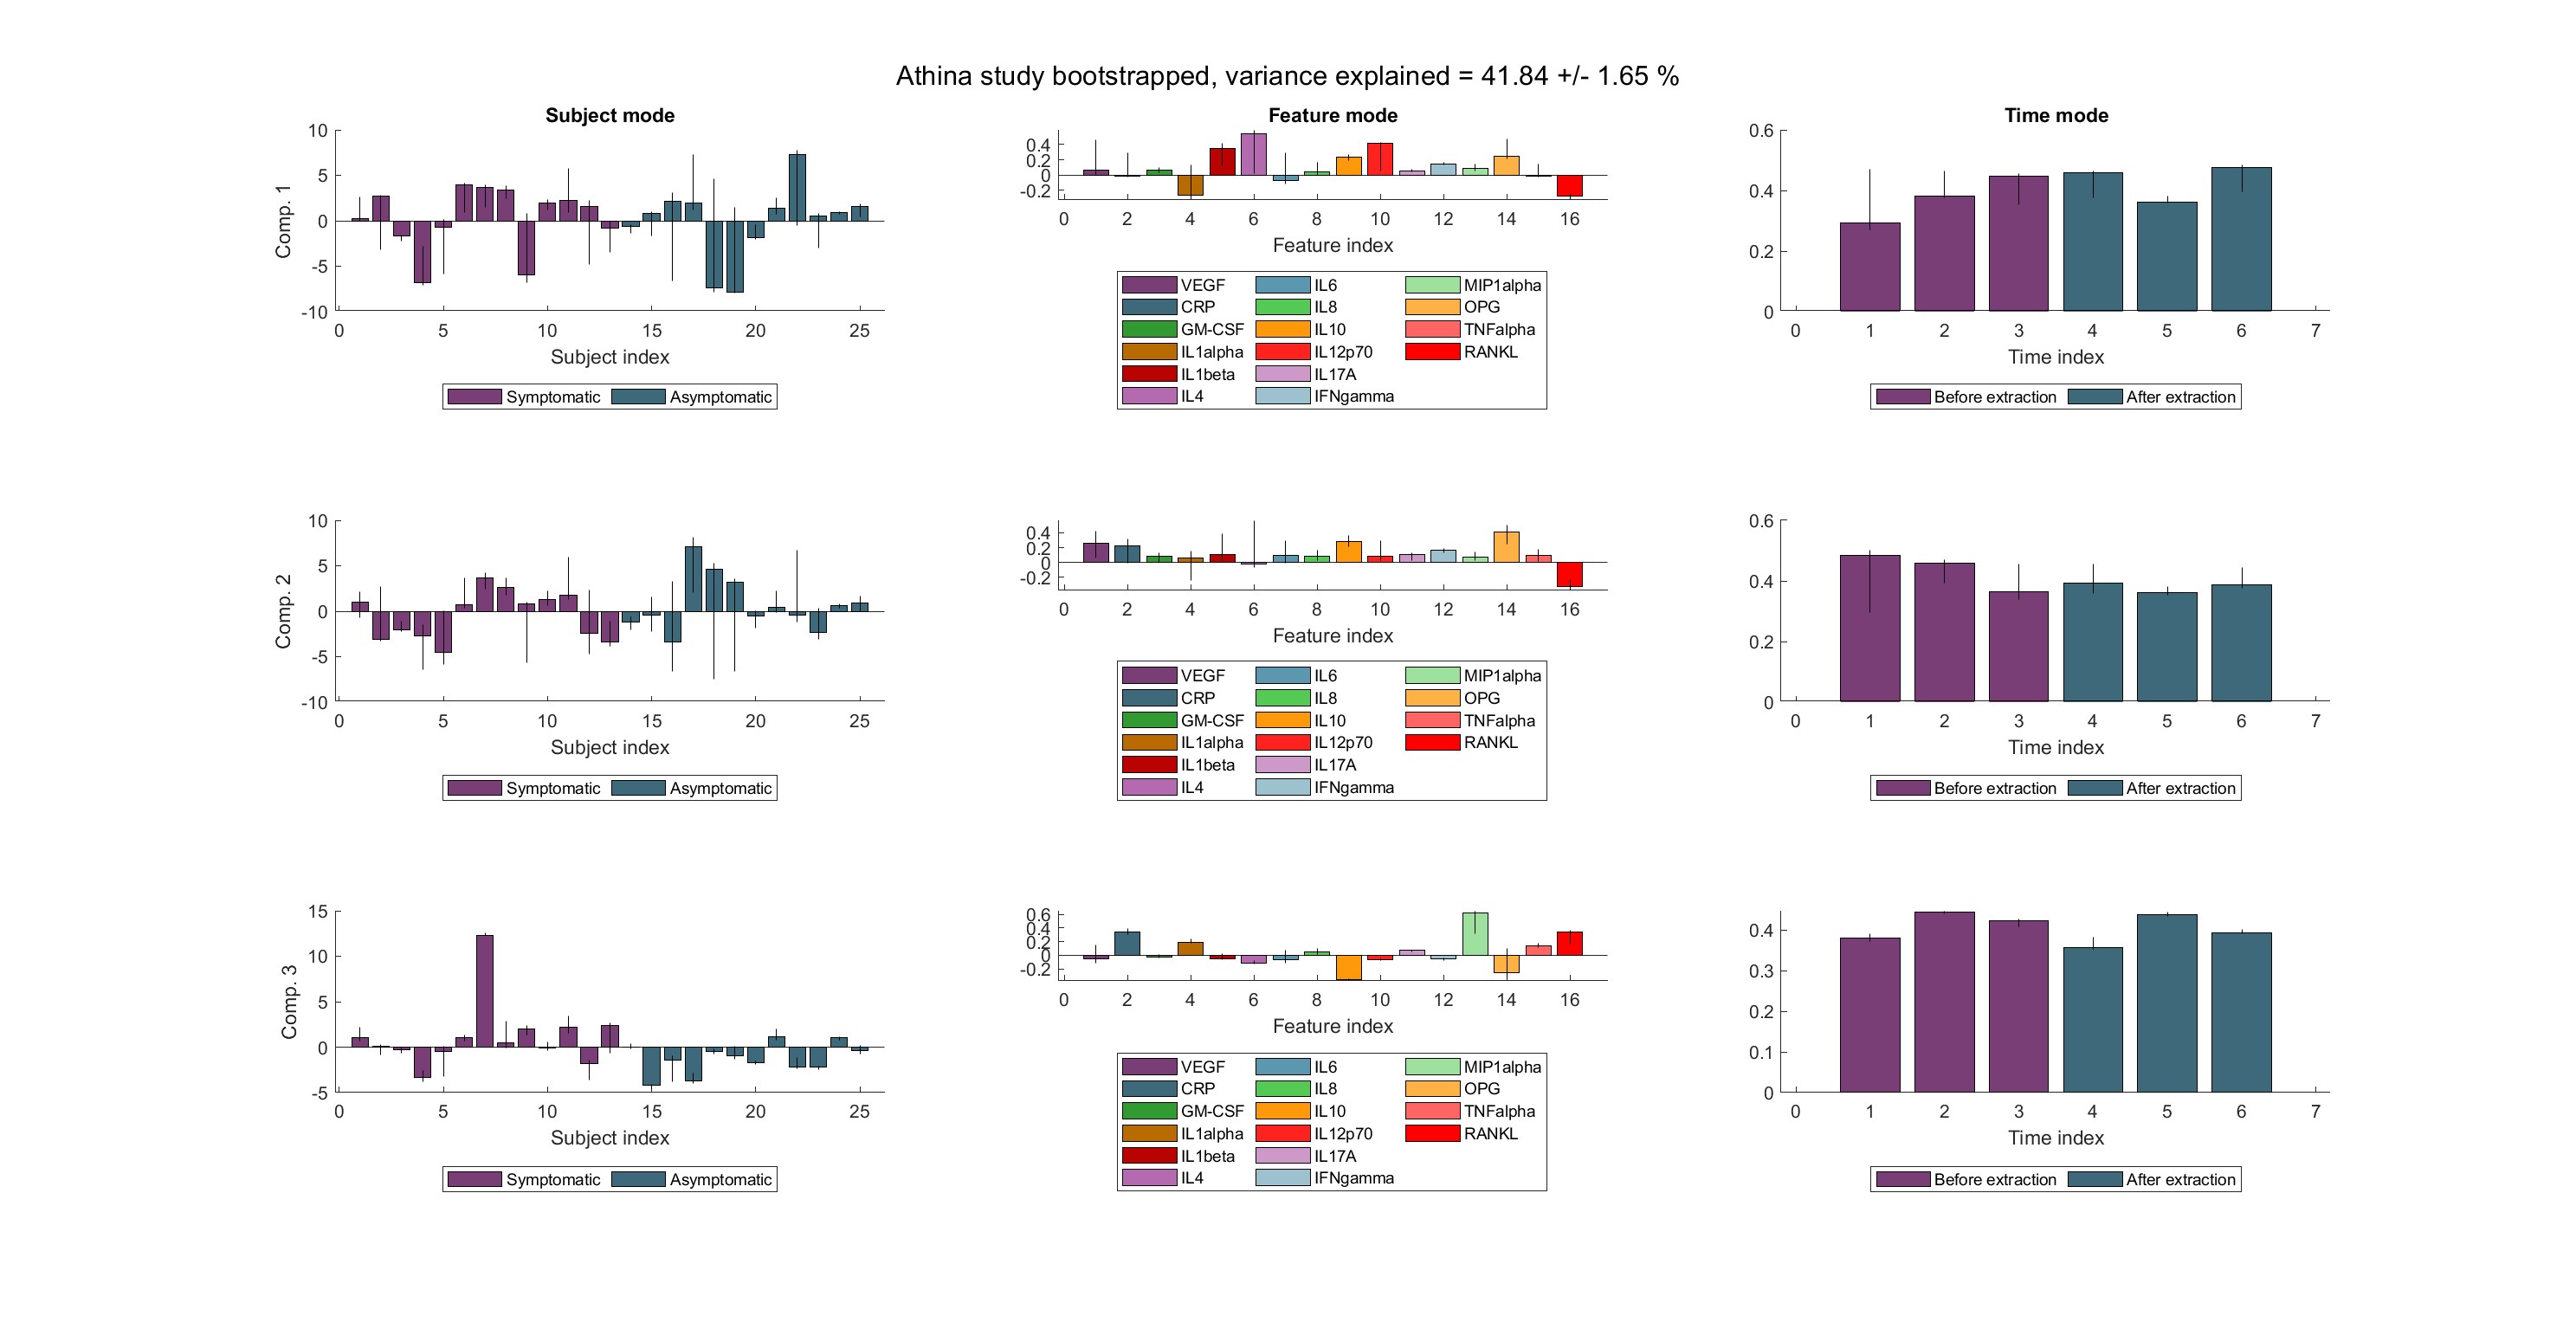 Athina study bootstrapped, variance explained = 41.84 +/- 1.65 %
Subject mode
10
5
0
-5
-10
Comp. 1
0 5 10 15 20 25
Subject index
Symptomatic Asymptomatic
Feature mode
0.4
0.2
0
-0.2
0 2 4 6 8 10 12 14 16
Feature index
VEGF IL6 MIP1alpha
CRP IL8 OPG
GM-CSF IL10 TNFalpha
IL1alpha IL12p70 RANKL
IL1beta IL17A
IL4 IFNgamma
Time mode
0.6
0.4
0.2
0
0 1 2 3 4 5 6 7
Time index
Before extraction After extraction
10
5
0
-5
-10
Comp. 2
0 5 10 15 20 25
Subject index
Symptomatic Asymptomatic
0.4
0.2
0
-0.2
0 2 4 6 8 10 12 14 16
Feature index
VEGF IL6 MIP1alpha
CRP IL8 OPG
GM-CSF IL10 TNFalpha
IL1alpha IL12p70 RANKL
IL1beta IL17A
IL4 IFNgamma
0.6
0.4
0.2
0
0 1 2 3 4 5 6 7
Time index
Before extraction After extraction
15
10
5
0
-5
Comp. 3
0 5 10 15 20 25
Subject index
Symptomatic Asymptomatic
0.6
0.4
0.2
0
-0.2
0 2 4 6 8 10 12 14 16
Feature index
VEGF IL6 MIP1alpha
CRP IL8 OPG
GM-CSF IL10 TNFalpha
IL1alpha IL12p70 RANKL
IL1beta IL17A
IL4 IFNgamma
0.4
0.3
0.2
0.1
0
0 1 2 3 4 5 6 7
Time index
Before extraction After extraction